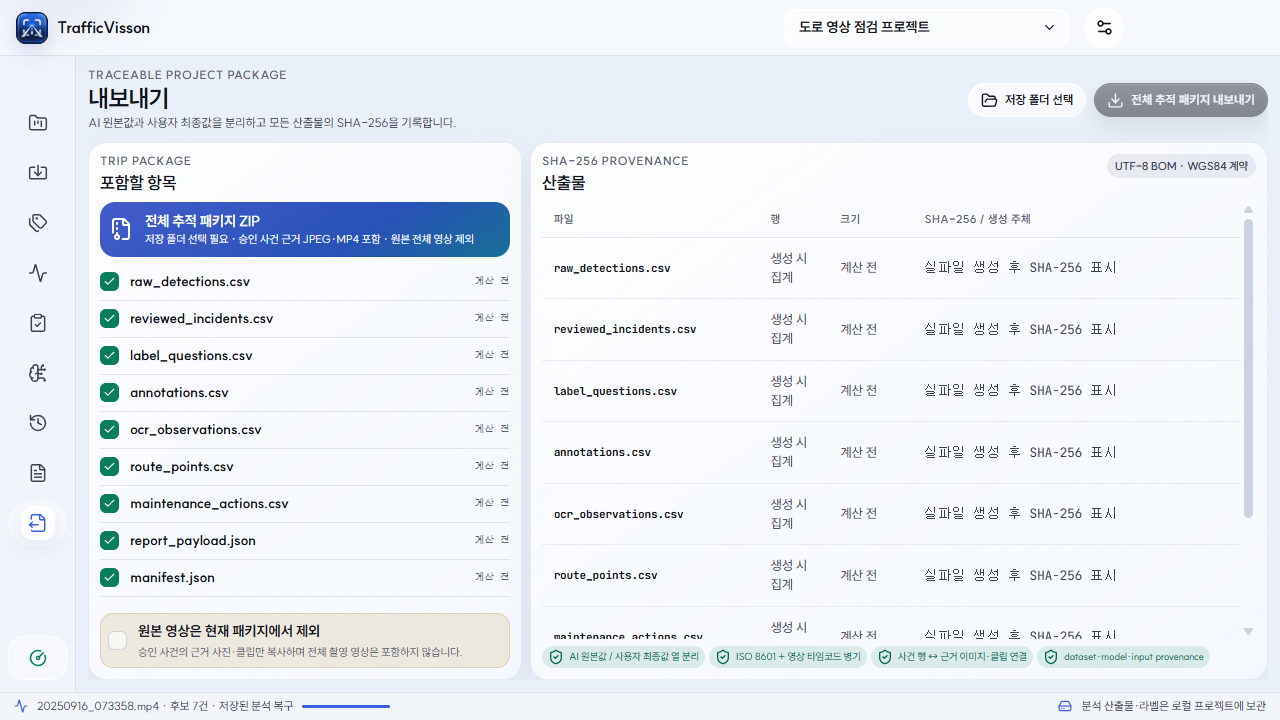 TrafficVisson
도로 영상 점검 프로젝트
TRACEABLE PROJECT PACKAGE
내보내기
AI 원본값과 사용자 최종값을 분리하고 모든 산출물의 SHA-256을 기록합니다.
저장 폴더 선택
전체 추적 패키지 내보내기
TRIP PACKAGE
포함할 항목
전체 추적 패키지 ZIP
저장 폴더 선택 필요 · 승인 사건 근거 JPEG·MP4 포함 · 원본 전체 영상 제외
raw_detections.csv 계산 전
reviewed_incidents.csv 계산 전
label_questions.csv 계산 전
annotations.csv 계산 전
ocr_observations.csv 계산 전
route_points.csv 계산 전
maintenance_actions.csv 계산 전
report_payload.json 계산 전
manifest.json 계산 전
원본 영상은 현재 패키지에서 제외
승인 사건의 근거 사진·클립만 복사하며 전체 촬영 영상은 포함하지 않습니다.
SHA-256 PROVENANCE
산출물
UTF-8 BOM · WGS84 계약
파일 행 크기 SHA-256 / 생성 주체
raw_detections.csv 생성 시 집계 계산 전 실파일 생성 후 SHA-256 표시
reviewed_incidents.csv 생성 시 집계 계산 전 실파일 생성 후 SHA-256 표시
label_questions.csv 생성 시 집계 계산 전 실파일 생성 후 SHA-256 표시
annotations.csv 생성 시 집계 계산 전 실파일 생성 후 SHA-256 표시
ocr_observations.csv 생성 시 집계 계산 전 실파일 생성 후 SHA-256 표시
route_points.csv 생성 시 집계 계산 전 실파일 생성 후 SHA-256 표시
maintenance_actions.csv 생성 시 계산 전 실파일 생성 후 SHA-256 표시
AI 원본값 / 사용자 최종값 열 분리
ISO 8601 + 영상 타임코드 병기
사건 행 ↔ 근거 이미지·클립 연결
dataset·model·input provenance
20250916_073358.mp4 · 후보 7건 · 저장된 분석 복구
분석 산출물·라벨은 로컬 프로젝트에 보관